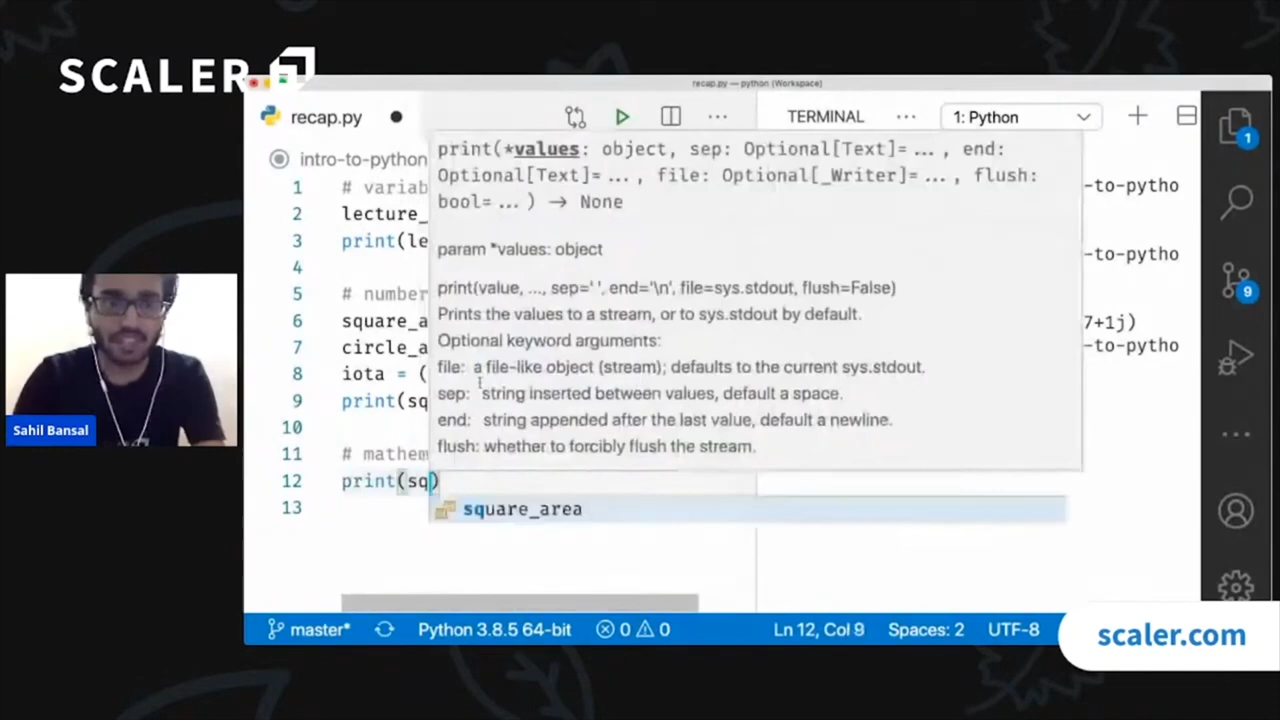 SCALER
recap.py — python (Workspace)
recap.py
TERMINAL
1: Python
1
intro-to-python
print(*values: object, sep: Optional[Text]= ... , end:
Optional[Text]= ... , file: Optional[_Writer]= ... , flush:
bool= ... ) → None
param *values: object
print(value, ..., sep=' ', end='\n', file=sys.stdout, flush=False)
Prints the values to a stream, or to sys.stdout by default.
Optional keyword arguments:
file: a file-like object (stream); defaults to the current sys.stdout.
sep: string inserted between values, default a space.
end: string appended after the last value, default a newline.
flush: whether to forcibly flush the stream.
1 # variab
2 lecture_
3 print(le
4
5 # number
6 square_a
7 circle_a
8 iota = (
9 print(sq
10
11 # mathem
12 print(sq)
13
square_area
-to-pytho
-to-pytho
7+1j)
-to-pytho
9
Sahil Bansal
master*
Python 3.8.5 64-bit
0
0
Ln 12, Col 9
Spaces: 2
UTF-8
scaler.com